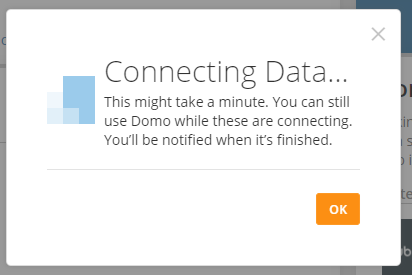 Connecting Data...
This might take a minute. You can still
use Domo while these are connecting.
You'll be notified when it's finished.
OK